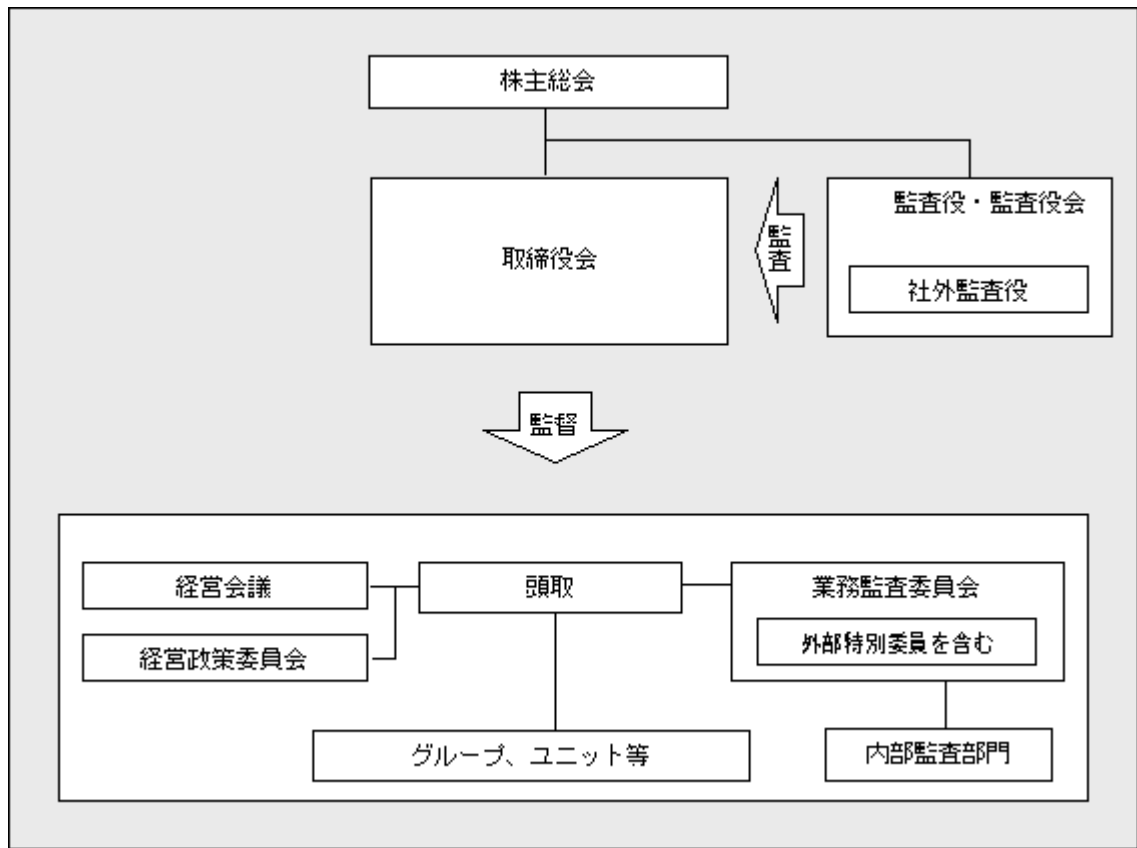 株主総会
取締役会
監査
監査役・監査役会
社外監査役
監督
経営会議
頭取
業務監査委員会
経営政策委員会
外部特別委員を含む
グループ、ユニット等
内部監査部門